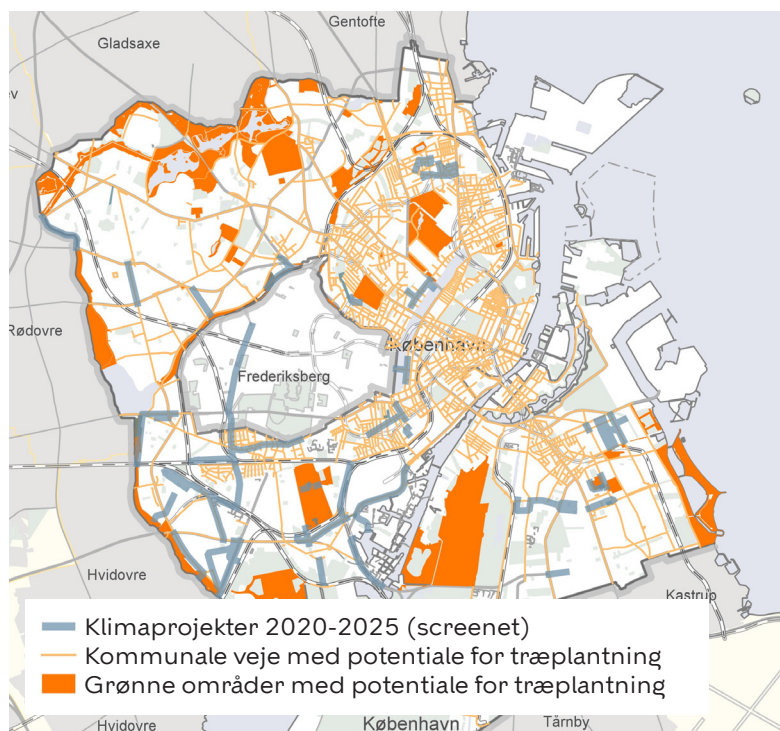 Gentofte
Gladsaxe
ev
Rødovre
København
Frederiksberg
Hvidovre
Kastrup
Klimaprojekter 2020-2025 (screenet)
Kommunale veje med potentiale for træplantning
Grønne områder med potentiale for træplantning
Hvidovre
København
Tårnby